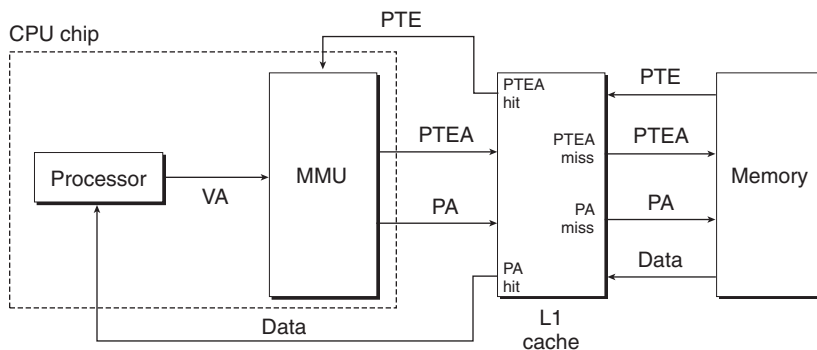 PTE
CPU chip
PTEA
hit
PTE
PTEA
PTEA
miss
PTEA
Processor
VA
MMU
Memory
PA
PA
miss
PA
PA
hit
Data
Data
L1
cache